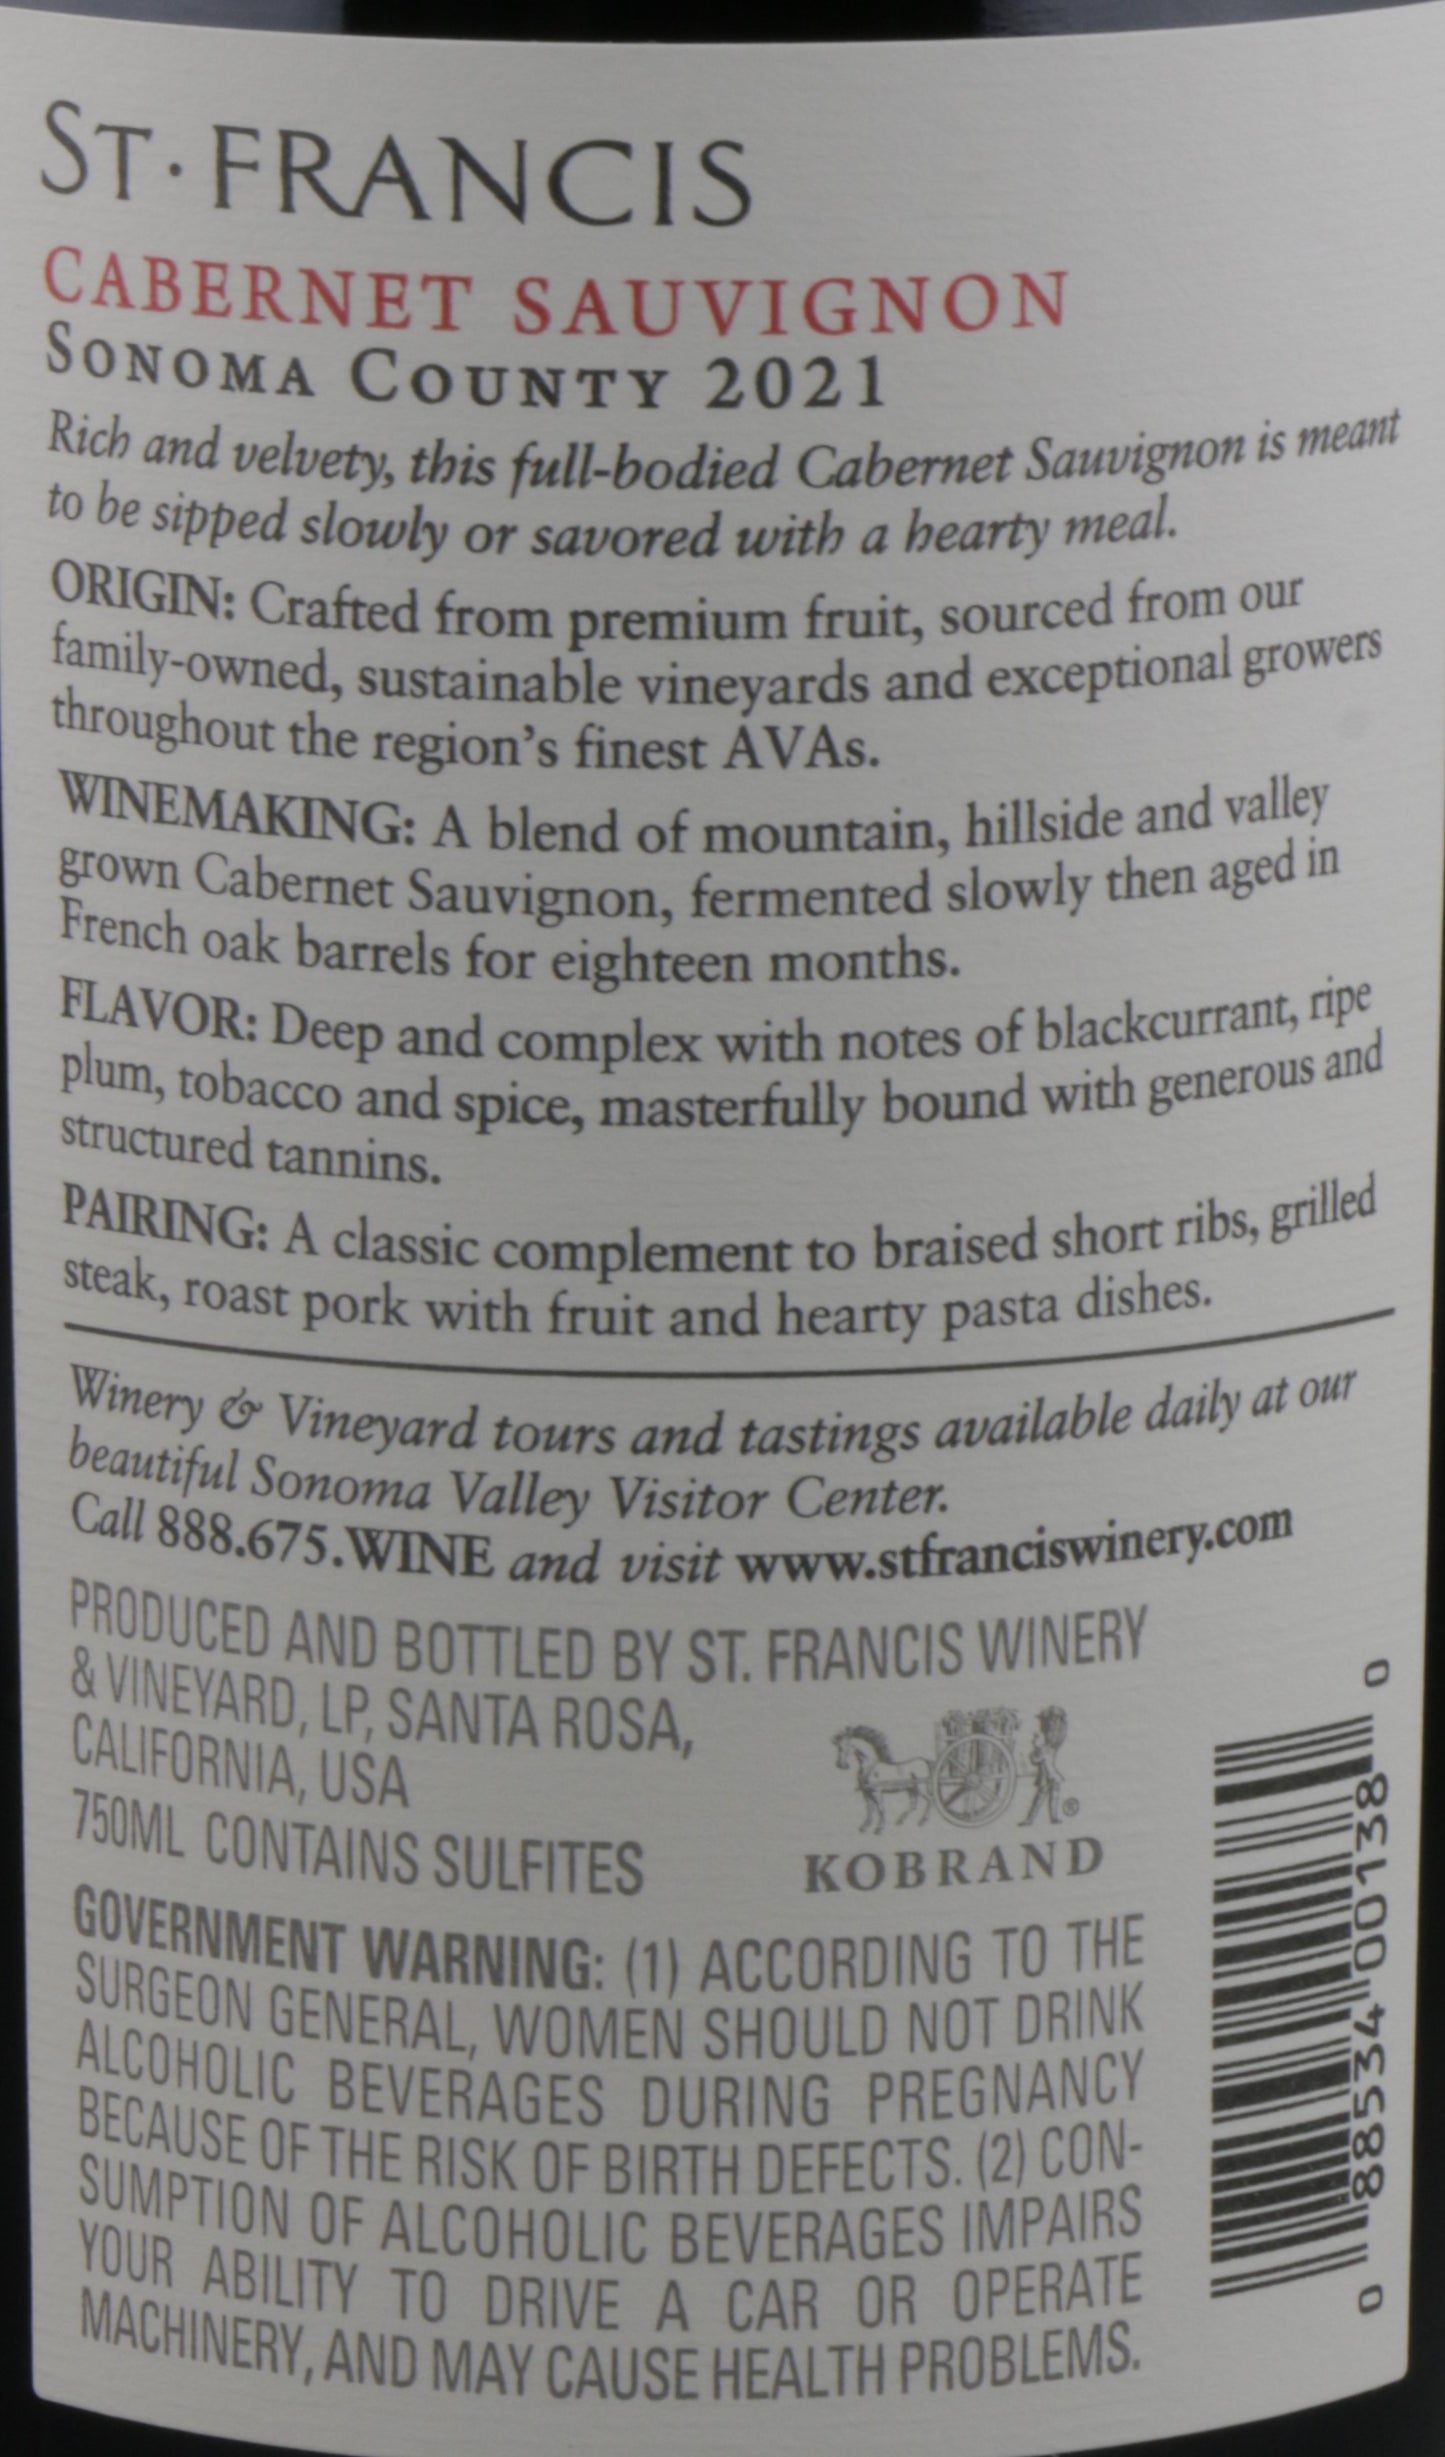 ST · FRANCIS
CABERNET SAUVIGNON
SONOMA COUNTY 2021
Rich and velvety, this full-bodied Cabernet Sauvignon is meant
to be sipped slowly or savored with a hearty meal.
ORIGIN: Crafted from premium fruit, sourced from our
family-owned, sustainable vineyards and exceptional growers
throughout the region’s finest AVAs.
WINEMAKING: A blend of mountain, hillside and valley
grown Cabernet Sauvignon, fermented slowly then aged in
French oak barrels for eighteen months.
FLAVOR: Deep and complex with notes of blackcurrant, ripe
plum, tobacco and spice, masterfully bound with generous and
structured tannins.
PAIRING: A classic complement to braised short ribs, grilled
steak, roast pork with fruit and hearty pasta dishes.
Winery & Vineyard tours and tastings available daily at our
beautiful Sonoma Valley Visitor Center.
Call 888.675.WINE and visit www.stfranciswinery.com
PRODUCED AND BOTTLED BY ST. FRANCIS WINERY
& VINEYARD, LP, SANTA ROSA,
CALIFORNIA, USA
750ML CONTAINS SULFITES
®
KOBRAND
GOVERNMENT WARNING: (1) ACCORDING TO THE
SURGEON GENERAL, WOMEN SHOULD NOT DRINK
ALCOHOLIC BEVERAGES DURING PREGNANCY
BECAUSE OF THE RISK OF BIRTH DEFECTS. (2) CON-
SUMPTION OF ALCOHOLIC BEVERAGES IMPAIRS
YOUR ABILITY TO DRIVE A CAR OR OPERATE
MACHINERY, AND MAY CAUSE HEALTH PROBLEMS.
0 88534 00138 0